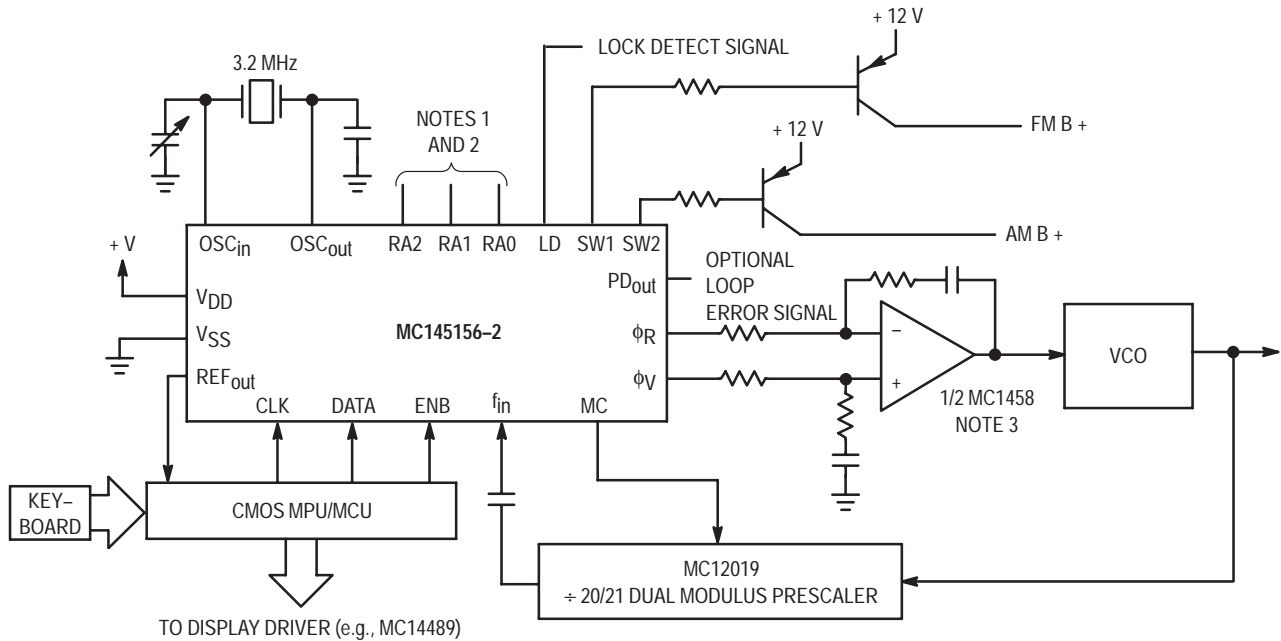 + 12 V
LOCK DETECT SIGNAL
3.2 MHz
NOTES 1
AND 2
FM B +
+ 12 V
AM B +
+ V
OSCin
OSCout
RA2
RA1
RA0
LD
SW1
SW2
PDout
OPTIONAL
LOOP
ERROR SIGNAL
VDD
VSS
MC145156–2
ϕR
ϕV
–
+
1/2 MC1458
NOTE 3
VCO
REFout
CLK
DATA
ENB
fin
MC
KEY–
BOARD
CMOS MPU/MCU
MC12019
÷ 20/21 DUAL MODULUS PRESCALER
TO DISPLAY DRIVER (e.g., MC14489)